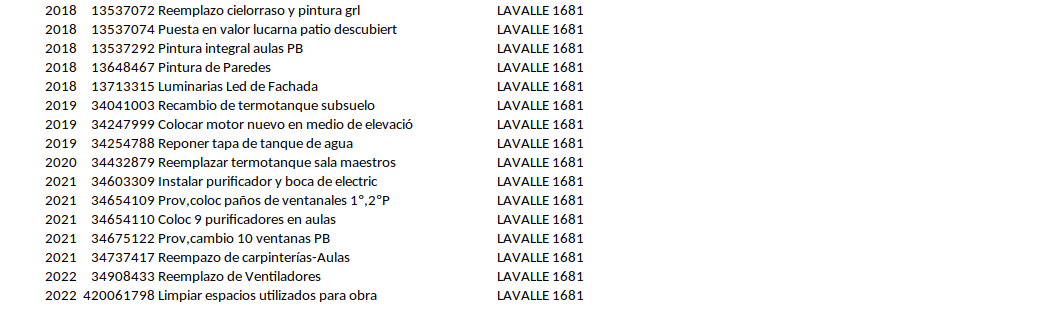 2018 13537072 Reemplazo cielorraso y pintura grl LAVALLE 1681
2018 13537074 Puesta en valor lucarna patio descubiert LAVALLE 1681
2018 13537292 Pintura integral aulas PB LAVALLE 1681
2018 13648467 Pintura de Paredes LAVALLE 1681
2018 13713315 Luminarias Led de Fachada LAVALLE 1681
2019 34041003 Recambio de termotanque subsuelo LAVALLE 1681
2019 34247999 Colocar motor nuevo en medio de elevació LAVALLE 1681
2019 34254788 Reponer tapa de tanque de agua LAVALLE 1681
2020 34432879 Reemplazar termotanque sala maestros LAVALLE 1681
2021 34603309 Instalar purificador y boca de electric LAVALLE 1681
2021 34654109 Prov,coloc paños de ventanales 1º,2ºP LAVALLE 1681
2021 34654110 Coloc 9 purificadores en aulas LAVALLE 1681
2021 34675122 Prov,cambio 10 ventanas PB LAVALLE 1681
2021 34737417 Reempazo de carpinterías-Aulas LAVALLE 1681
2022 34908433 Reemplazo de Ventiladores LAVALLE 1681
2022 420061798 Limpiar espacios utilizados para obra LAVALLE 1681